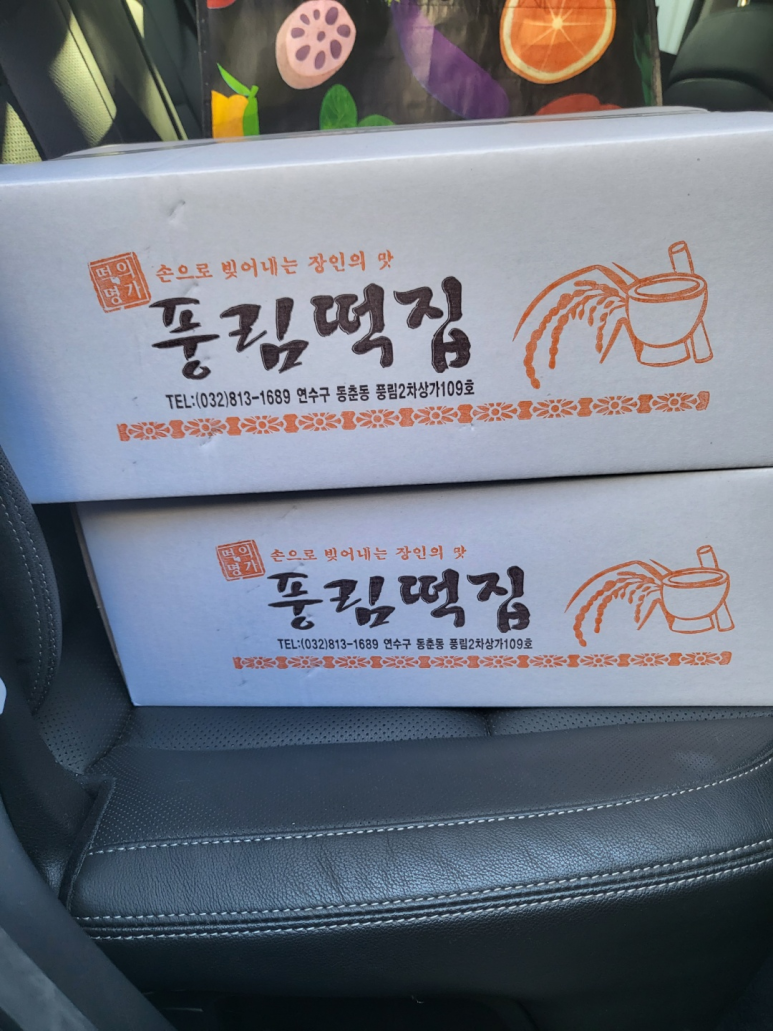 떡의
명가
손으로 빚어내는 장인의 맛
풍림떡집
TEL:(032)813-1689 연수구 동춘동 풍림2차상가109호
떡의
명가
손으로 빚어내는 장인의 맛
풍림떡집
TEL:(032)813-1689 연수구 동춘동 풍림2차상가109호